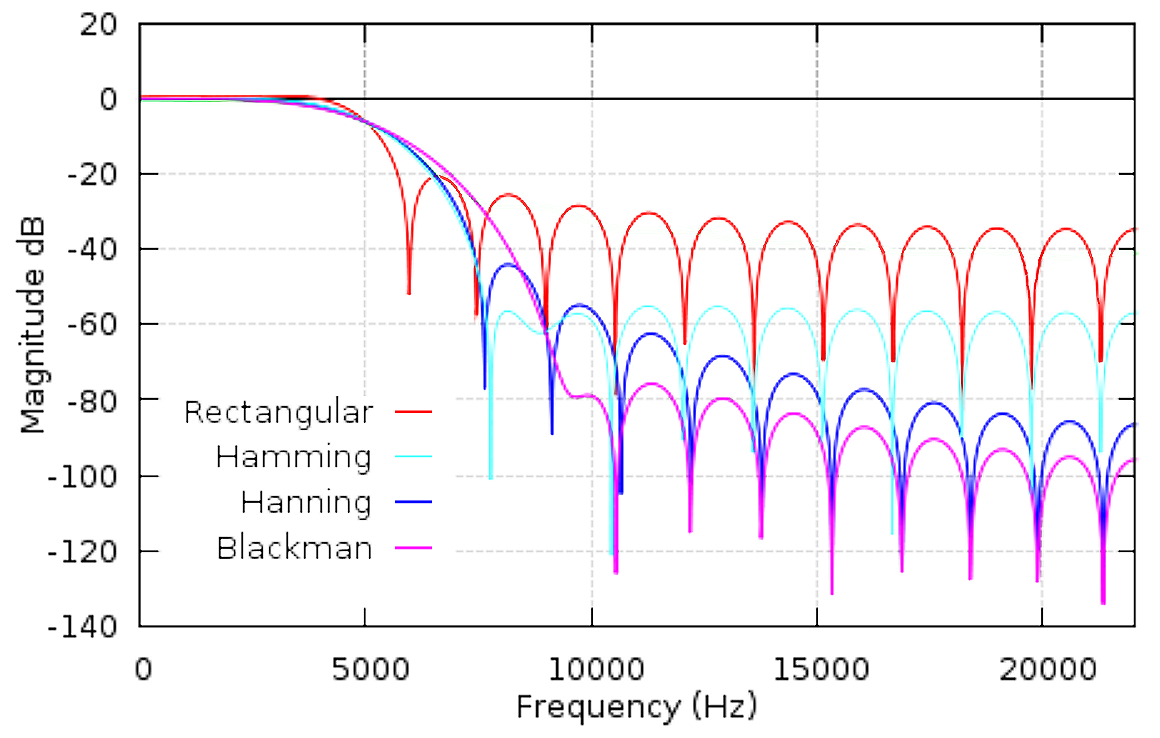 20
0
-20
-40
-60
-80
-100
-120
-140
Magnitude dB
Rectangular
Hamming
Hanning
Blackman
0 5000 10000 15000 20000
Frequency (Hz)